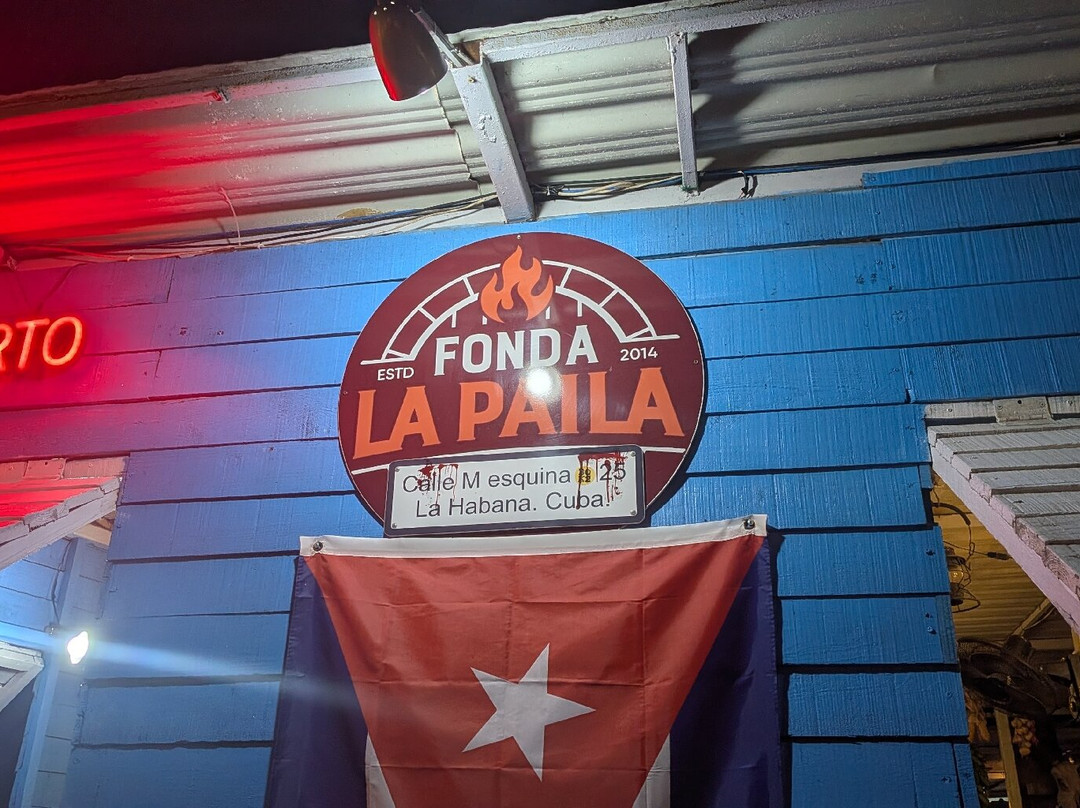 RTO
FONDA
ESTD
2014
LA PAILA
Calle M esquina 25
La Habana. Cuba.